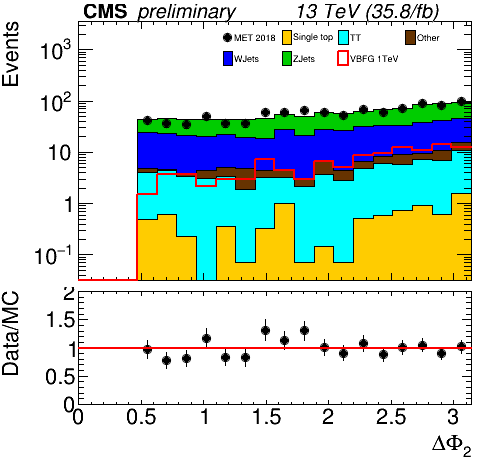 CMS preliminary 13 TeV (35.8/fb)
Events
MET 2018 Single top TT Other
WJets ZJets VBFG 1TeV
10³
10²
10
1
10⁻¹
Data/MC
2
1.5
1
0.5
0
0 0.5 1 1.5 2 2.5 3
ΔΦ₂